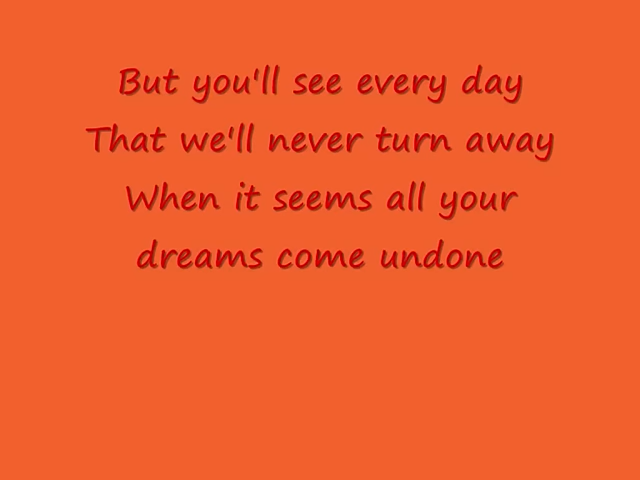 But you'll see every day
That we'll never turn away
When it seems all your
dreams come undone